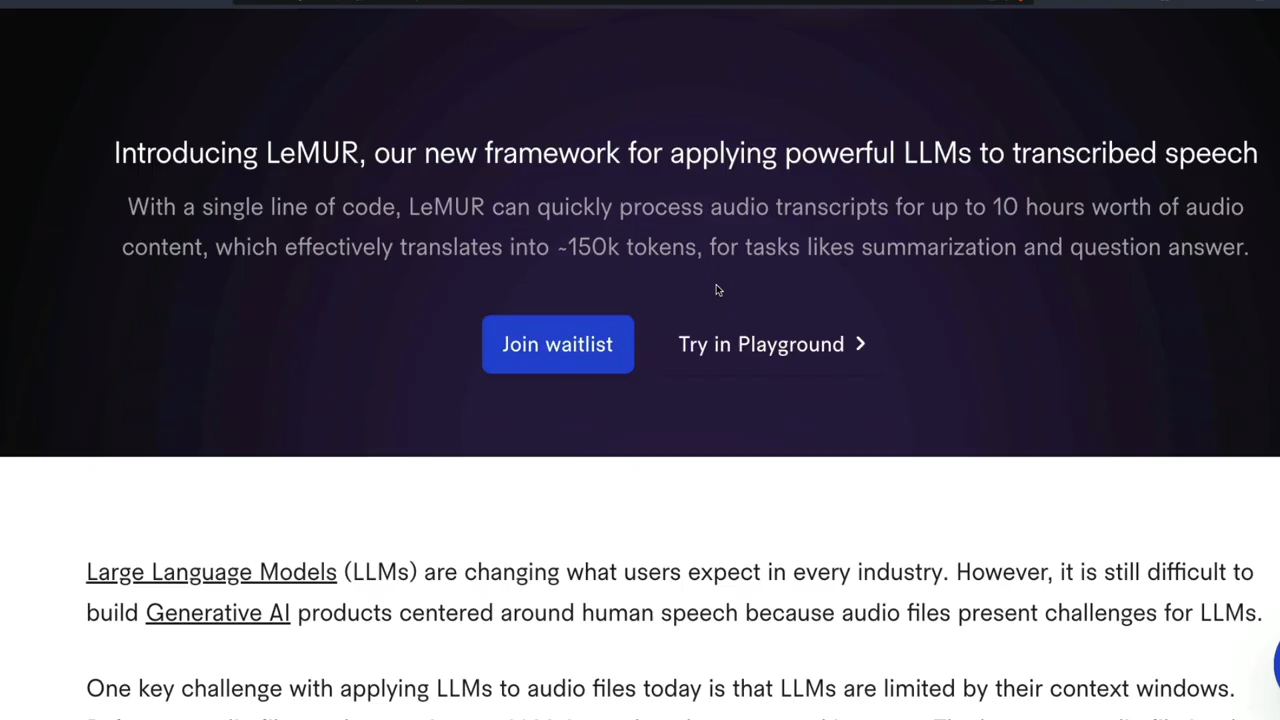 Introducing LeMUR, our new framework for applying powerful LLMs to transcribed speech
With a single line of code, LeMUR can quickly process audio transcripts for up to 10 hours worth of audio
content, which effectively translates into ~150k tokens, for tasks likes summarization and question answer.
Join waitlist
Try in Playground
Large Language Models (LLMs) are changing what users expect in every industry. However, it is still difficult to
build Generative AI products centered around human speech because audio files present challenges for LLMs.
One key challenge with applying LLMs to audio files today is that LLMs are limited by their context windows.